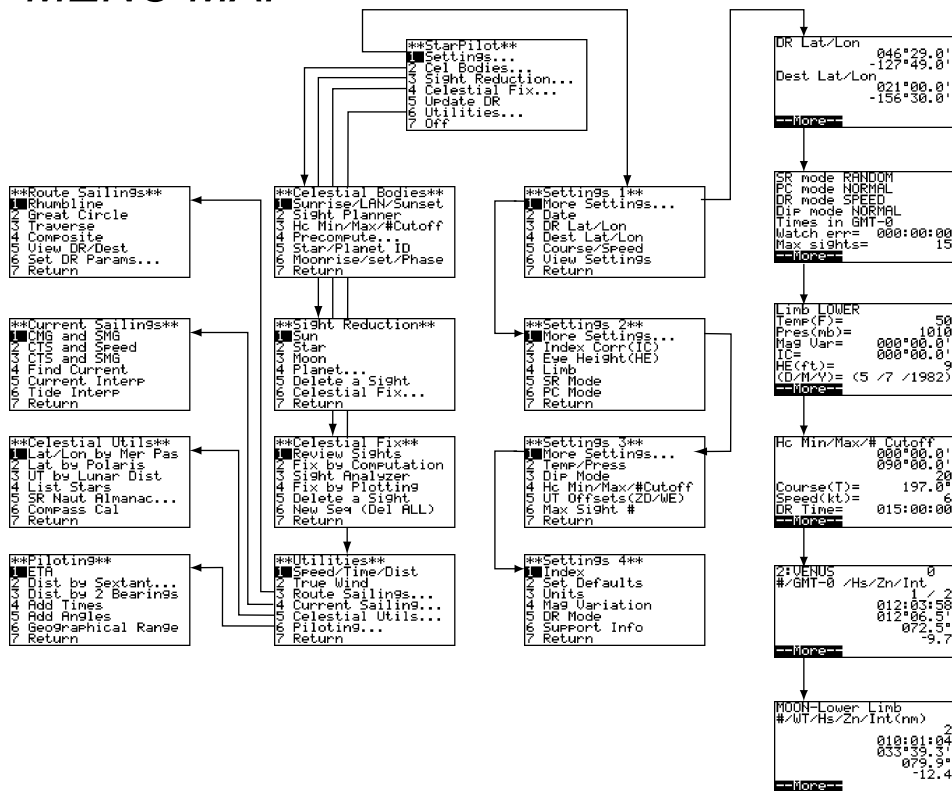 MENU MAP
**StarPilot**
1 Settings...
2 Cel Bodies...
3 Sight Reduction...
4 Celestial Fix...
5 Update DR
6 Utilities...
7 Off
**Route Sailings**
1 Rhumbline
2 Great Circle
3 Traverse
4 Composite
5 View DR/Dest
6 Set DR Params...
7 Return
**Current Sailings**
1 CMG and SMG
2 CTS and Speed
3 CTS and SMG
4 Find Current
5 Current Interp
6 Tide Interp
7 Return
**Celestial Utils**
1 Lat/Lon by Mer Pas
2 Lat by Polaris
3 UT by Lunar Dist
4 List Stars
5 SR Naut Almanac...
6 Compass Cal
7 Return
**Piloting**
1 ETA
2 Dist by Sextant...
3 Dist by 2 Bearings
4 Add Times
5 Add Angles
6 Geographical Range
7 Return
**Celestial Bodies**
1 Sunrise/LAN/Sunset
2 Sight Planner
3 Hc Min/Max/#Cutoff
4 Precompute...
5 Star/Planet ID
6 Moonrise/set/Phase
7 Return
**Sight Reduction**
1 Sun
2 Star
3 Moon
4 Planet...
5 Delete a Sight
6 Celestial Fix...
7 Return
**Celestial Fix**
1 Review Sights
2 Fix by Computation
3 Sight Analyzer
4 Fix by Plotting
5 Delete a Sight
6 New Seq (Del ALL)
7 Return
**Utilities**
1 Speed/Time/Dist
2 True Wind
3 Route Sailings...
4 Current Sailing...
5 Celestial Utils...
6 Piloting...
7 Return
**Settings 1**
1 More Settings...
2 Date
3 DR Lat/Lon
4 Dest Lat/Lon
5 Course/Speed
6 View Settings
7 Return
**Settings 2**
1 More Settings...
2 Index Corr(IC)
3 Eye Height(HE)
4 Limb
5 SR Mode
6 PC Mode
7 Return
**Settings 3**
1 More Settings...
2 Temp/Press
3 Dip Mode
4 Hc Min/Max/#Cutoff
5 UT Offsets(ZD/WE)
6 Max Sight #
7 Return
**Settings 4**
1 Index
2 Set Defaults
3 Units
4 Mag Variation
5 DR Mode
6 Support Info
7 Return
DR Lat/Lon
046°29.0'
-127°49.0'
Dest Lat/Lon
021°00.0'
-156°30.0'
--More--
SR mode RANDOM
PC mode NORMAL
DR mode SPEED
Dip mode NORMAL
Times in GMT-0
Watch err= 000:00:00
Max sights= 15
--More--
Limb LOWER
Temp(F)= 50
Pres(mb)= 1010
Mag Var= 000°00.0'
IC= 000°00.0'
HE(ft)= 9
(D/M/Y)= (5 /7 /1982)
--More--
Hc Min/Max/# Cutoff
000°00.0'
090°00.0'
20
Course(T)= 197.0°
Speed(kt)= 6
DR Time= 015:00:00
--More--
2:VENUS 0
#/GMT-0 /Hs/Zn/Int
1 / 2
012:03:58
012°06.5'
072.5°
-9.7
--More--
MOON-Lower Limb
#/WT/Hs/Zn/Int(nm)
2
010:01:04
033°39.3'
079.9°
-12.4
--More--